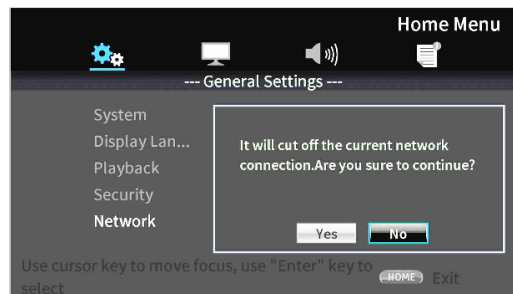 Home Menu
--- General Settings ---
System
Display Lan...
Playback
Security
Network
It will cut off the current network
connection.Are you sure to continue?
Yes No
Use cursor key to move focus, use "Enter" key to
select
HOME Exit